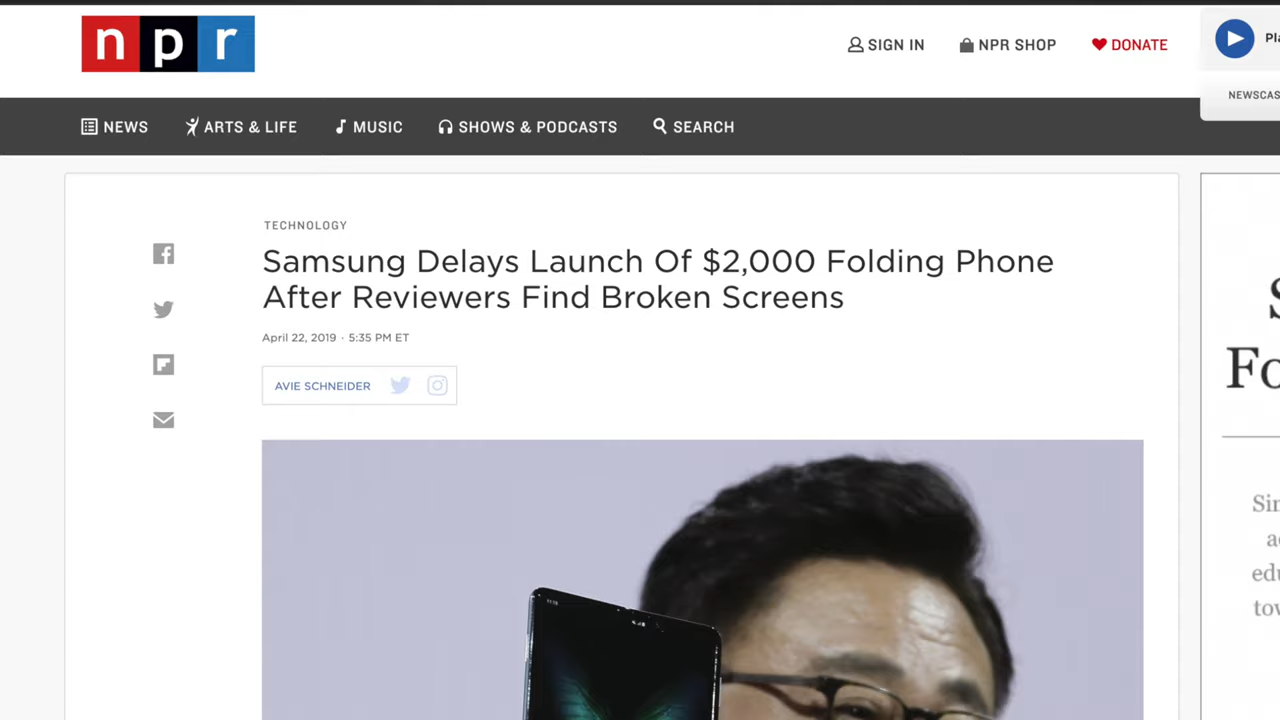 npr
SIGN IN
NPR SHOP
DONATE
NEWS
ARTS & LIFE
MUSIC
SHOWS & PODCASTS
SEARCH
TECHNOLOGY
Samsung Delays Launch Of $2,000 Folding Phone
After Reviewers Find Broken Screens
April 22, 2019 · 5:35 PM ET
AVIE SCHNEIDER